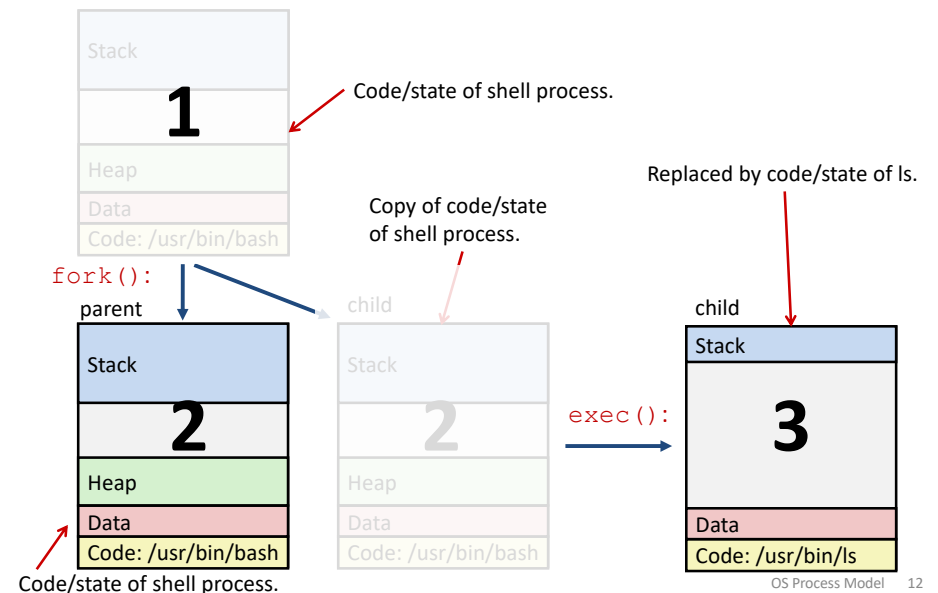 Stack
1
Code/state of shell process.
Heap
Data
Code: /usr/bin/bash
Replaced by code/state of ls.
Copy of code/state
of shell process.
fork():
parent
child
child
Stack
2
Heap
Data
Code: /usr/bin/bash
Stack
2
Heap
Data
Code: /usr/bin/bash
exec():
Stack
3
Data
Code: /usr/bin/ls
Code/state of shell process.
OS Process Model 12